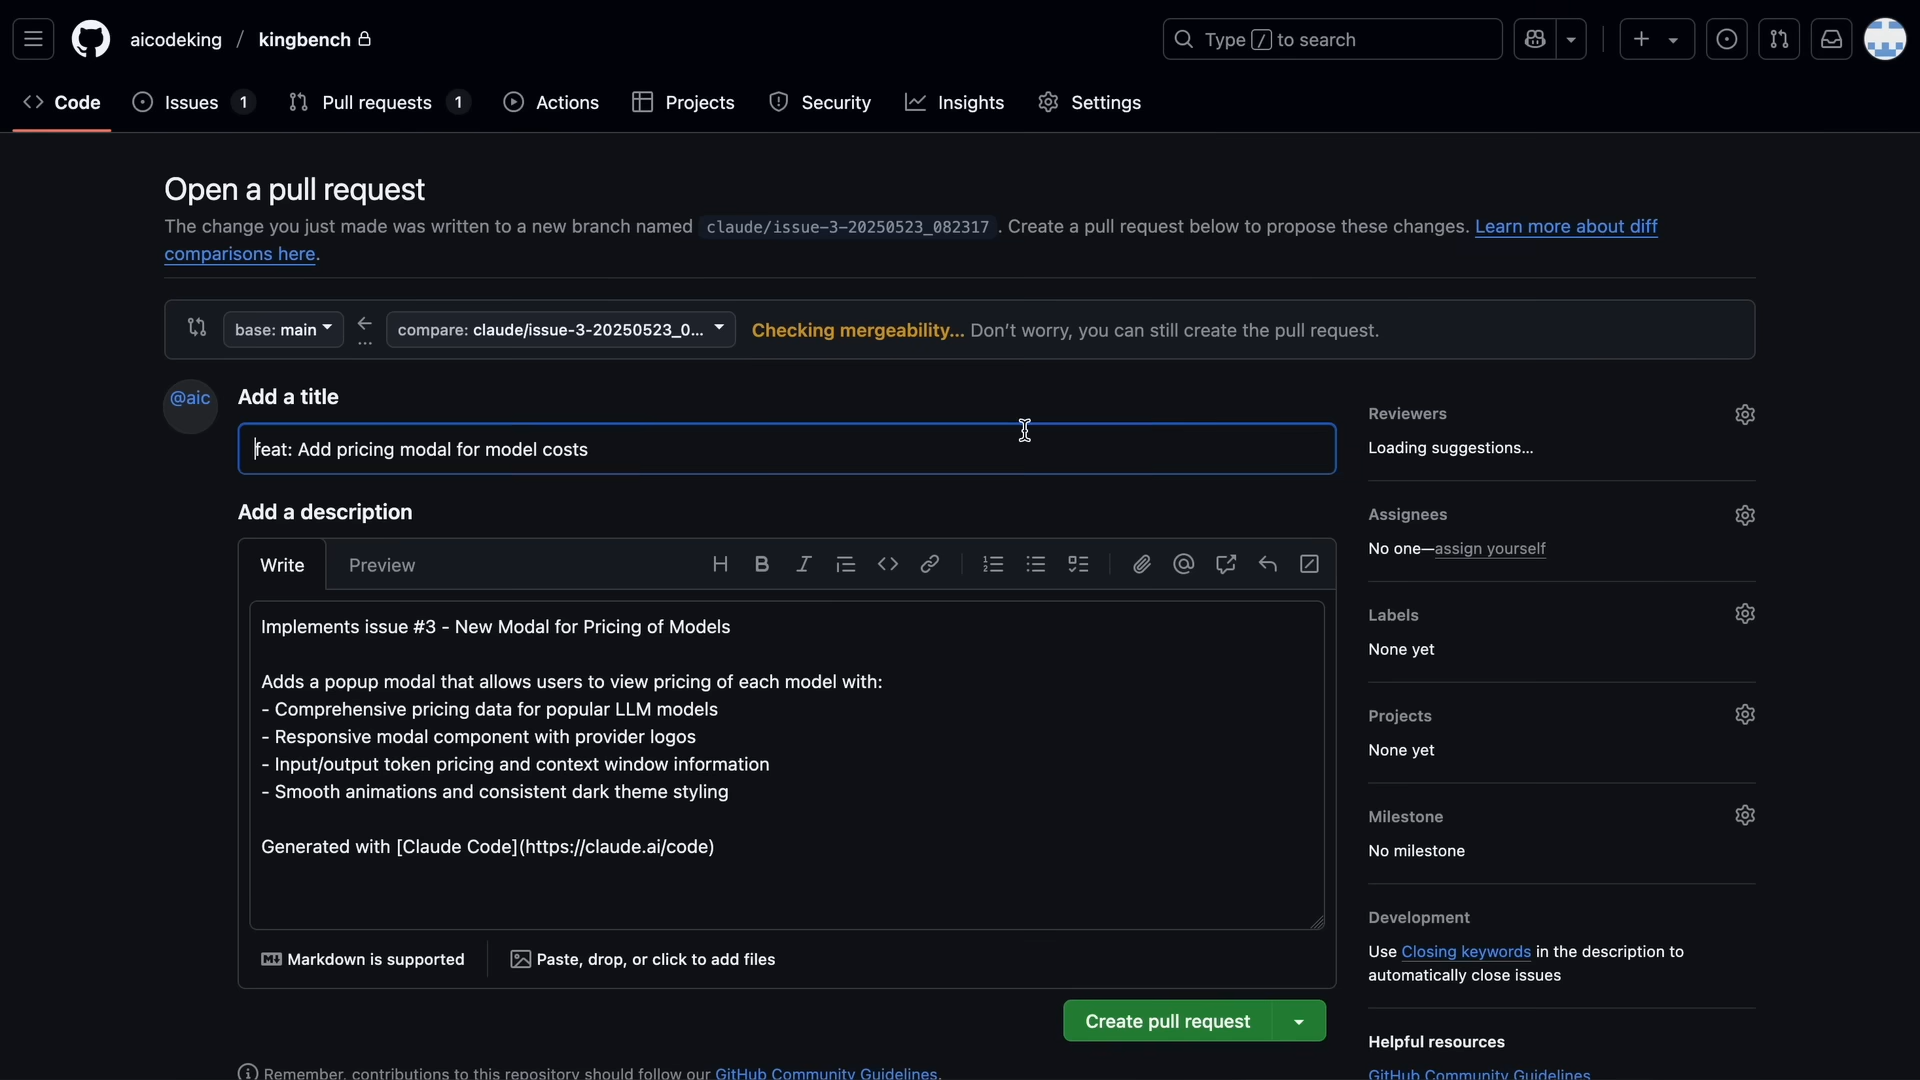 aicodeking / kingbench
Type / to search
Code
Issues 1
Pull requests 1
Actions
Projects
Security
Insights
Settings
Open a pull request
The change you just made was written to a new branch named claude/issue-3-20250523_082317 . Create a pull request below to propose these changes. Learn more about diff
comparisons here.
base: main
compare: claude/issue-3-20250523_0...
Checking mergeability... Don't worry, you can still create the pull request.
@aic
Add a title
feat: Add pricing modal for model costs
Add a description
Write
Preview
Implements issue #3 - New Modal for Pricing of Models
Adds a popup modal that allows users to view pricing of each model with:
- Comprehensive pricing data for popular LLM models
- Responsive modal component with provider logos
- Input/output token pricing and context window information
- Smooth animations and consistent dark theme styling
Generated with [Claude Code](https://claude.ai/code)
Markdown is supported
Paste, drop, or click to add files
Create pull request
Remember, contributions to this repository should follow our GitHub Community Guidelines.
Reviewers
Loading suggestions...
Assignees
No one—assign yourself
Labels
None yet
Projects
None yet
Milestone
No milestone
Development
Use Closing keywords in the description to
automatically close issues
Helpful resources
GitHub Community Guidelines